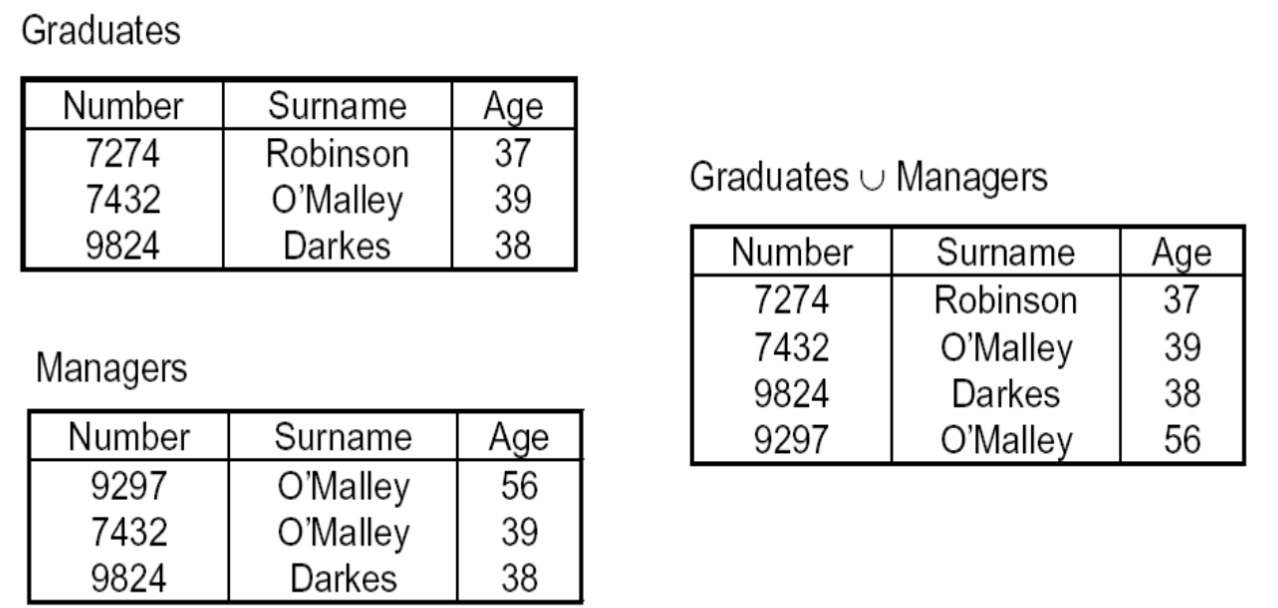 Graduates
Number Surname Age
7274 Robinson 37
7432 O’Malley 39
9824 Darkes 38
Managers
Number Surname Age
9297 O’Malley 56
7432 O’Malley 39
9824 Darkes 38
Graduates ∪ Managers
Number Surname Age
7274 Robinson 37
7432 O’Malley 39
9824 Darkes 38
9297 O’Malley 56